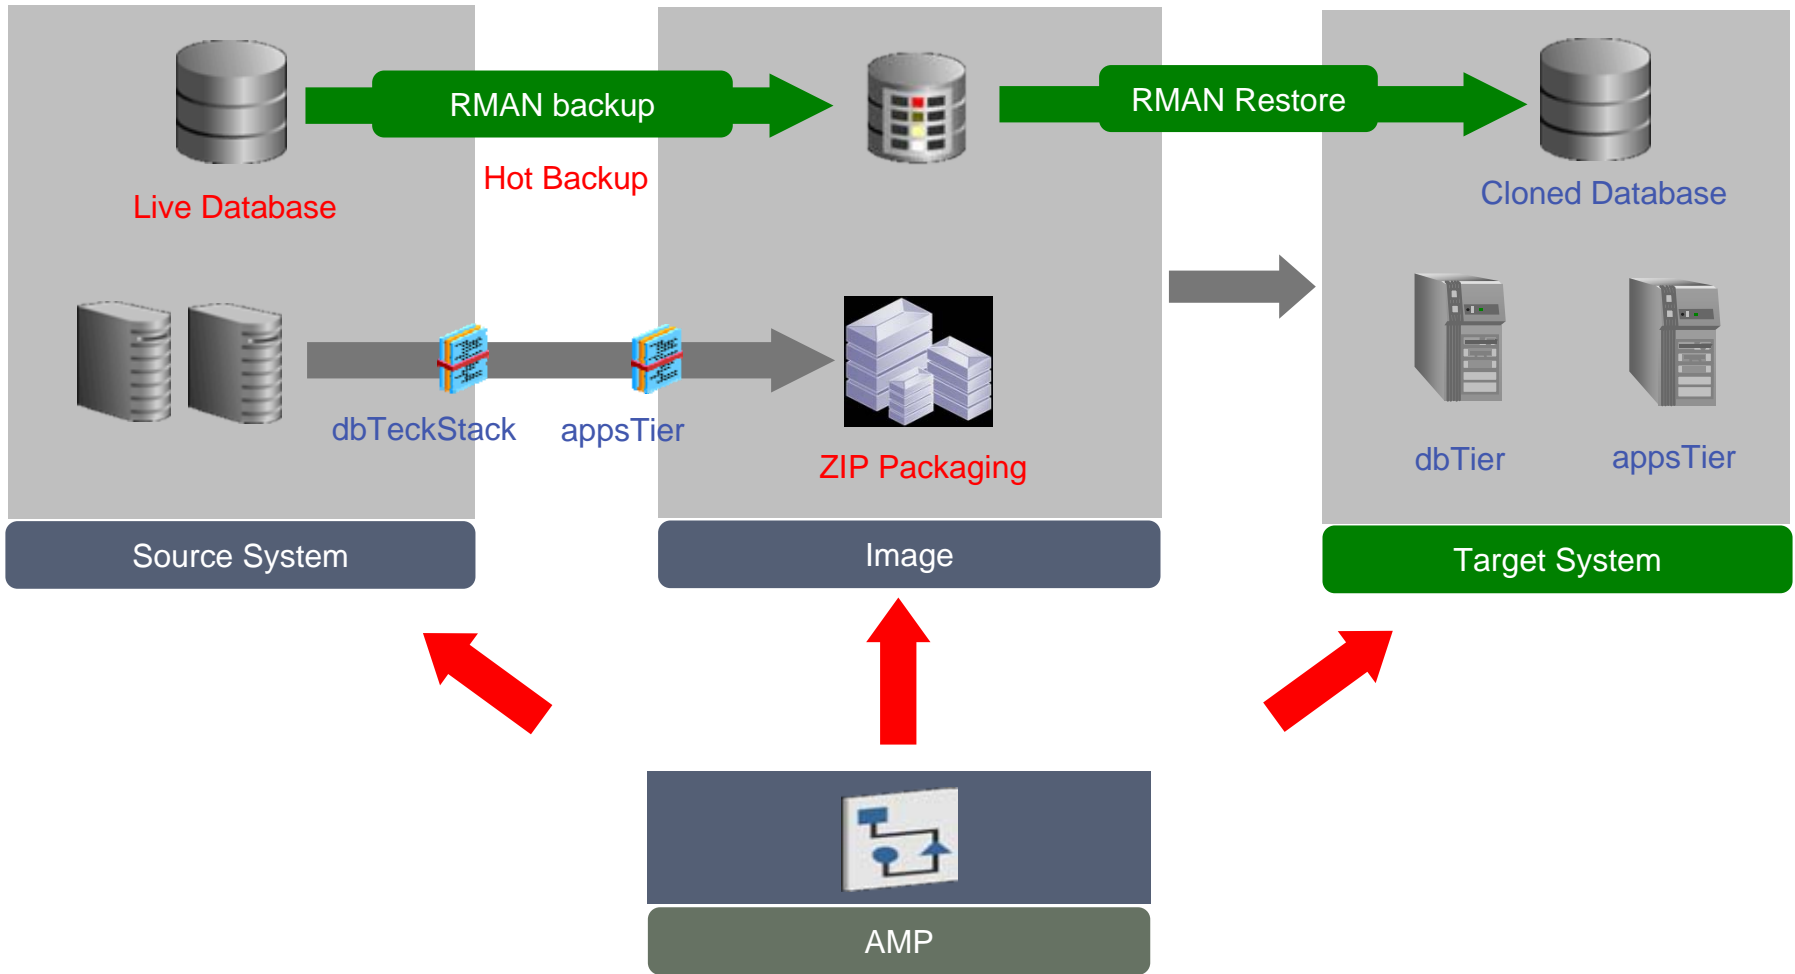 RMAN backup
RMAN Restore
Hot Backup
Live Database
Cloned Database
dbTeckStack
appsTier
ZIP Packaging
dbTier
appsTier
Source System
Image
Target System
AMP